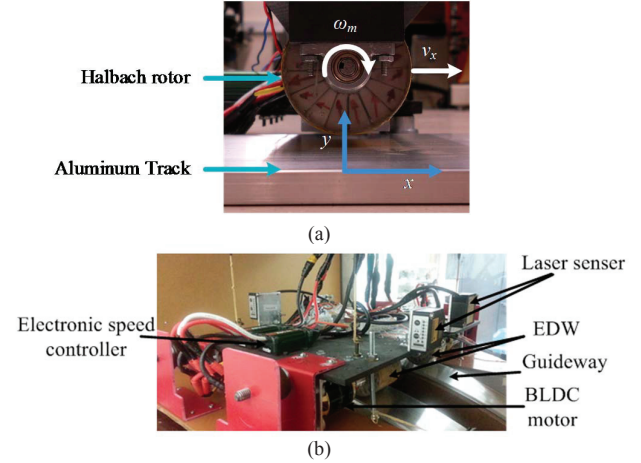 ωm
vx
Halbach rotor
y
Aluminum Track
x
(a)
Laser senser
Electronic speed
controller
EDW
Guideway
BLDC
motor
(b)